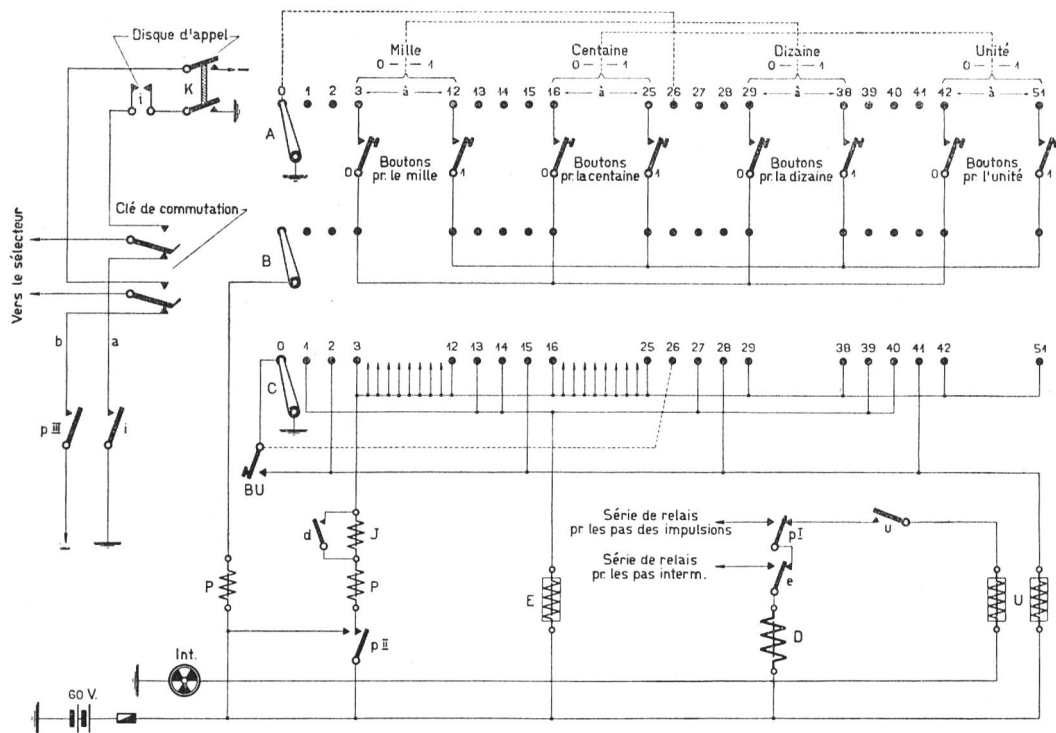 Disque d'appel
K
i
Mille
0 — 1
à
Centaine
0 — 1
à
Dizaine
0 — 1
à
Unité
0 — 1
à
0 1 2 3 12 13 14 15 16 25 26 27 28 29 38 39 40 41 42 51
A
Boutons
pr. le mille
0 1
Boutons
pr. la centaine
0 1
Boutons
pr. la dizaine
0 1
Boutons
pr. l'unité
0 1
Clé de commutation
Vers le sélecteur
B
b a
0 1 2 3 12 13 14 15 16 25 26 27 28 29 38 39 40 41 42 51
C
p III i
BU
d J
Série de relais
pr. les pas des impulsions
p I
u
Série de relais
pr. les pas interm.
e
P P E D U
p II
Int.
60 V.